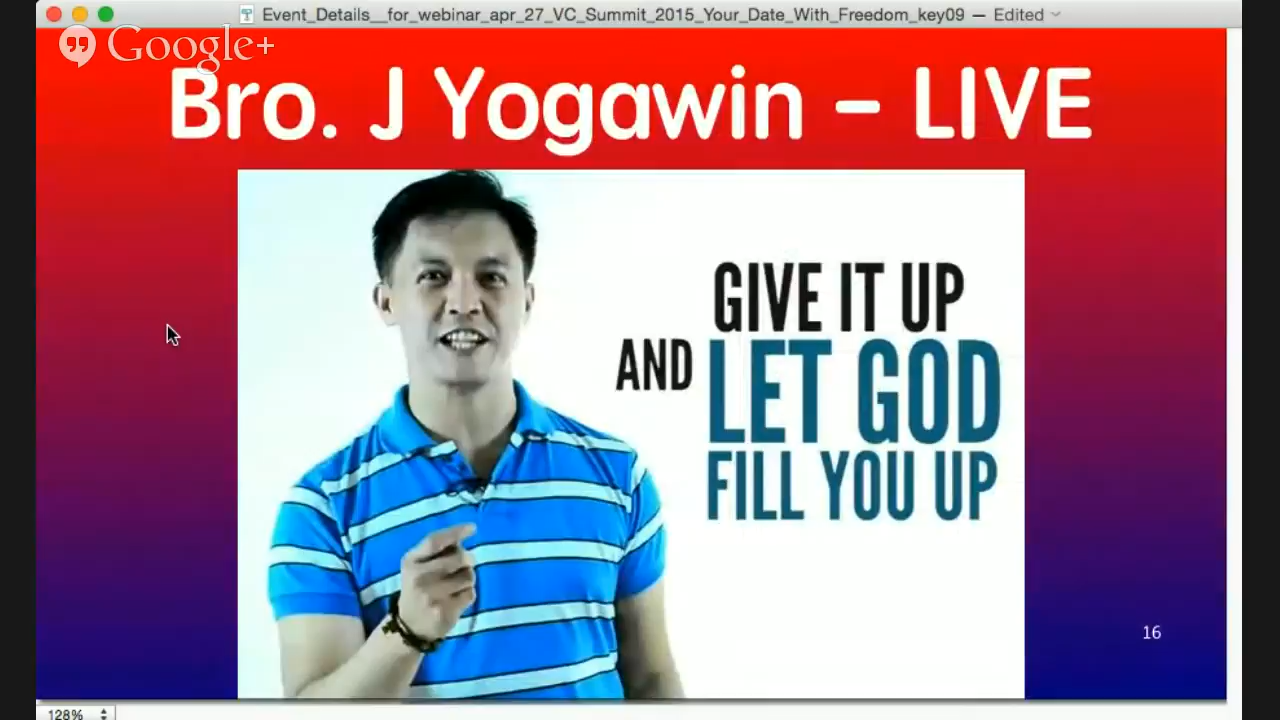 Event_Details__for_webinar_apr_27_VC_Summit_2015_Your_Date_With_Freedom_key09 — Edited
Google+
Bro. J Yogawin – LIVE
GIVE IT UP
AND LET GOD
FILL YOU UP
16
128%